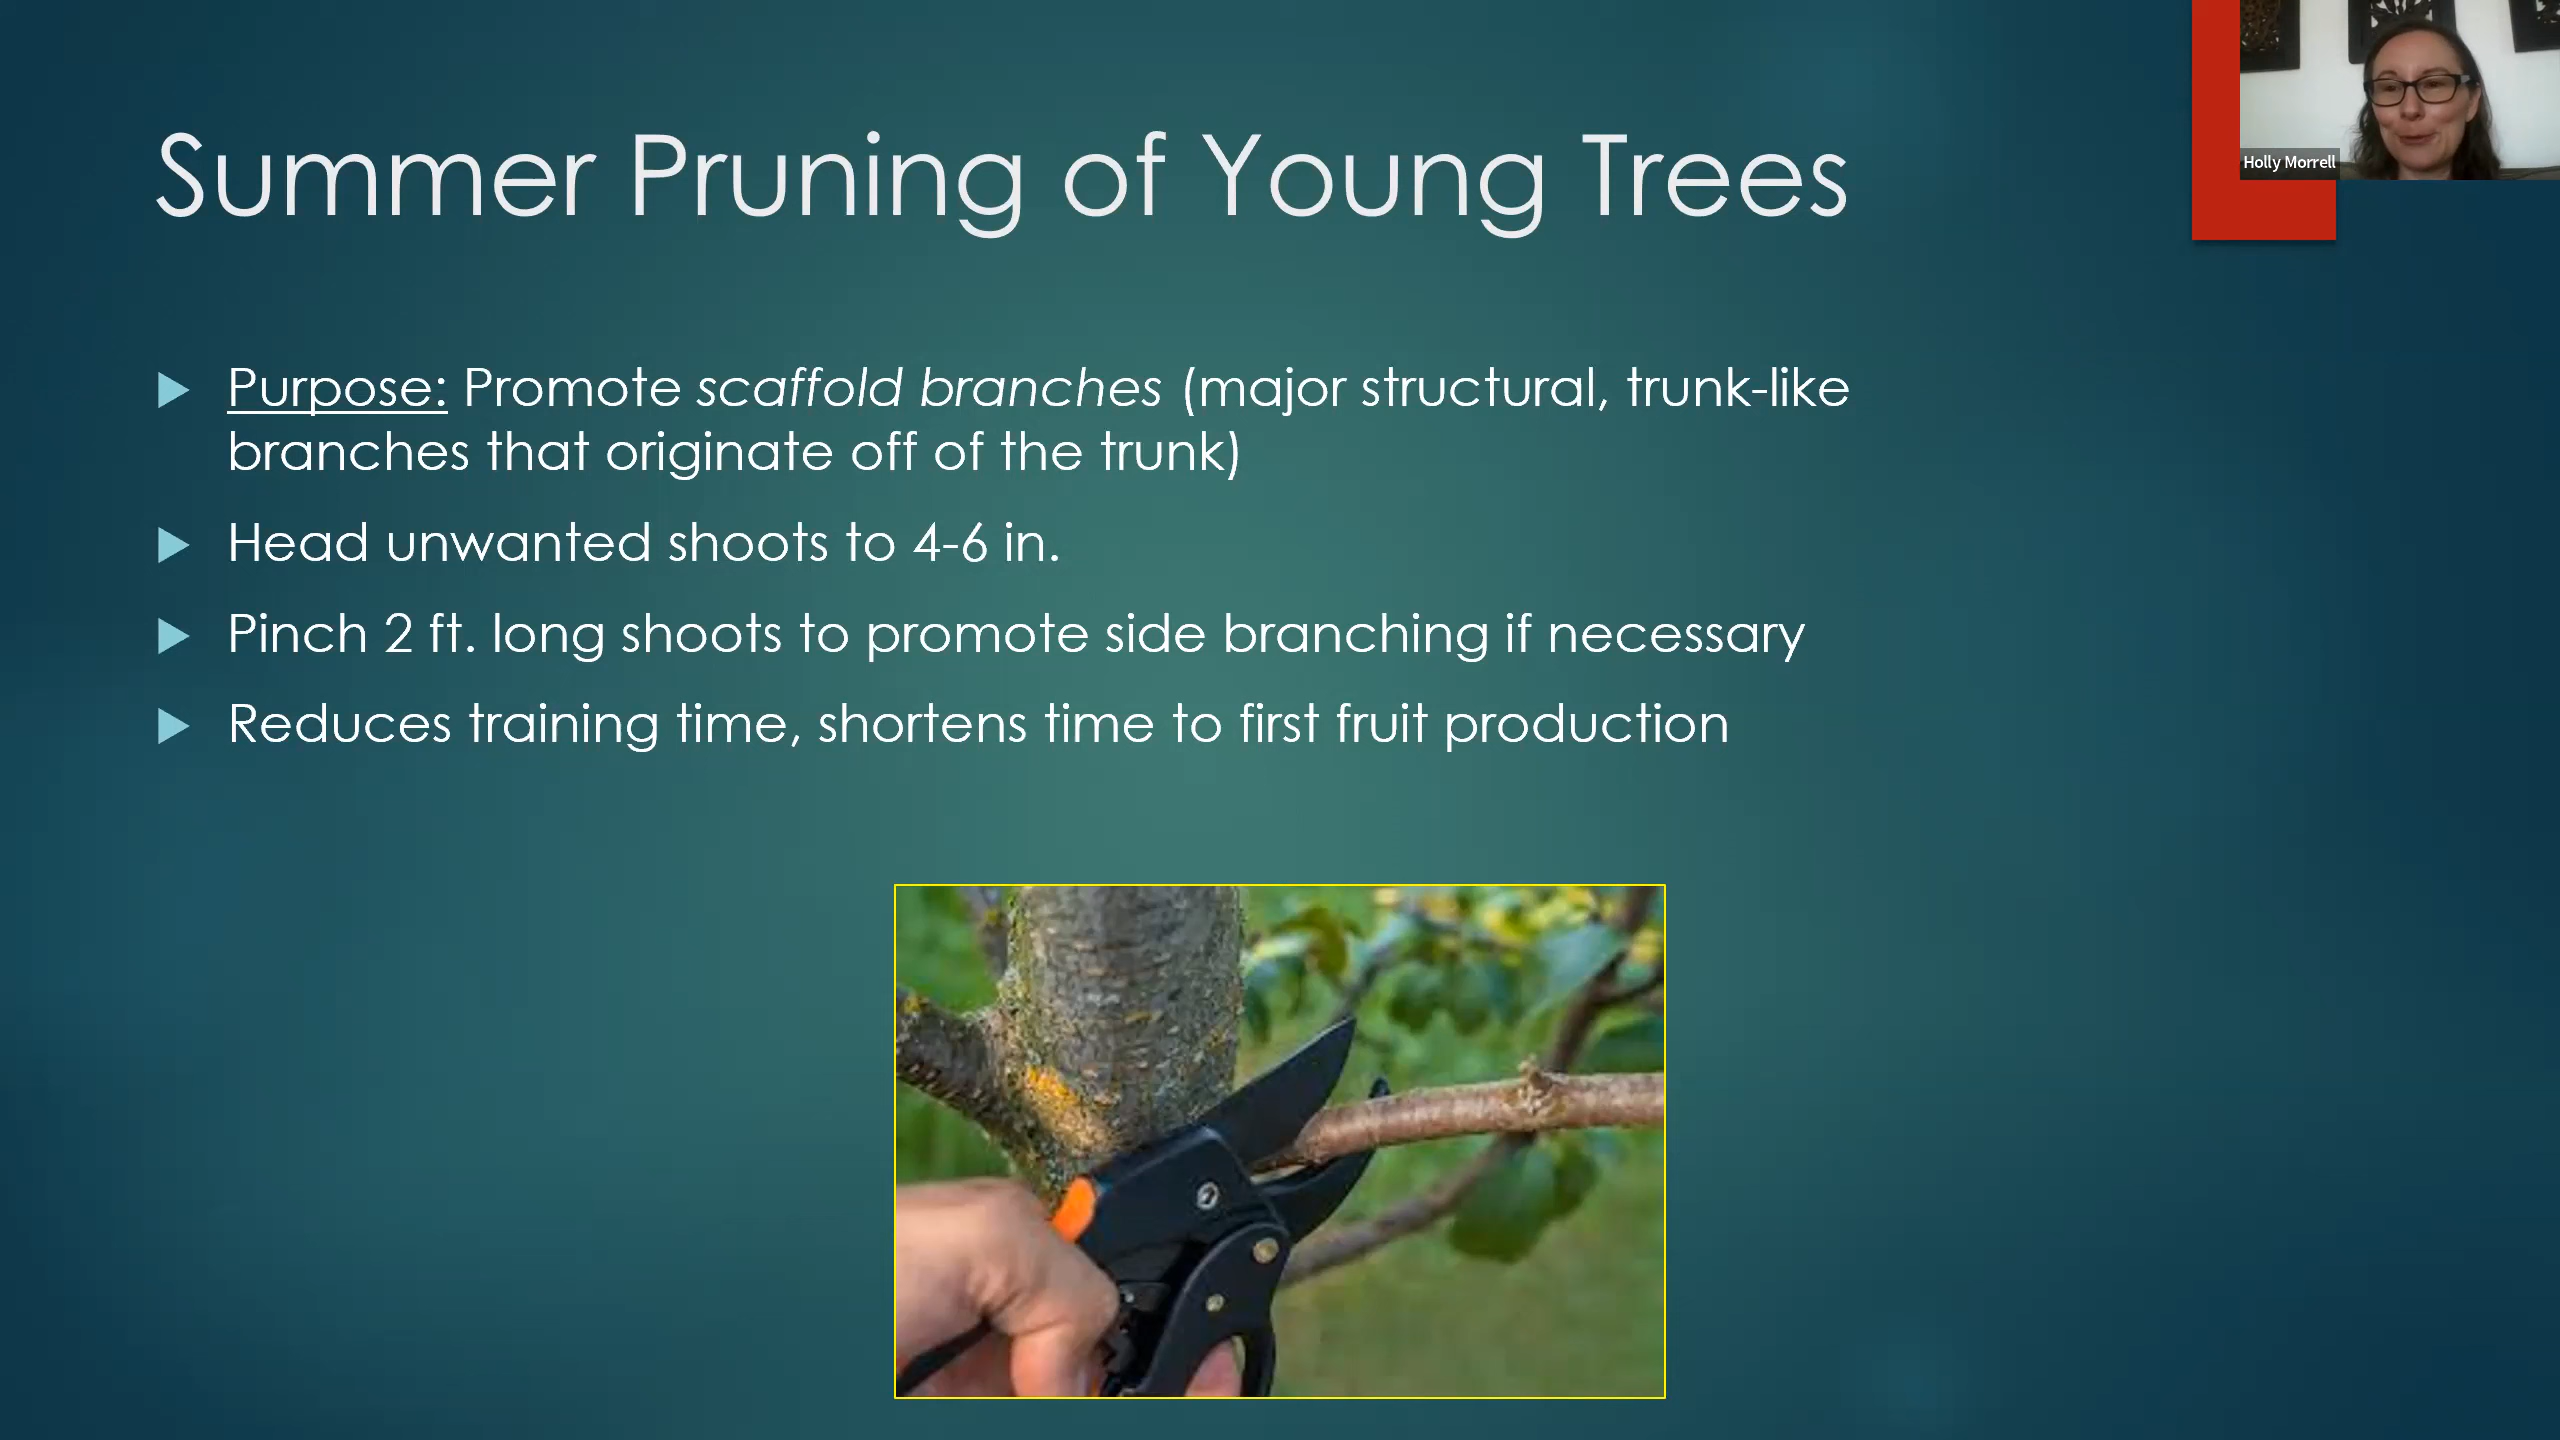 Holly Morrell
Summer Pruning of Young Trees
Purpose: Promote scaffold branches (major structural, trunk-like
branches that originate off of the trunk)
Head unwanted shoots to 4-6 in.
Pinch 2 ft. long shoots to promote side branching if necessary
Reduces training time, shortens time to first fruit production